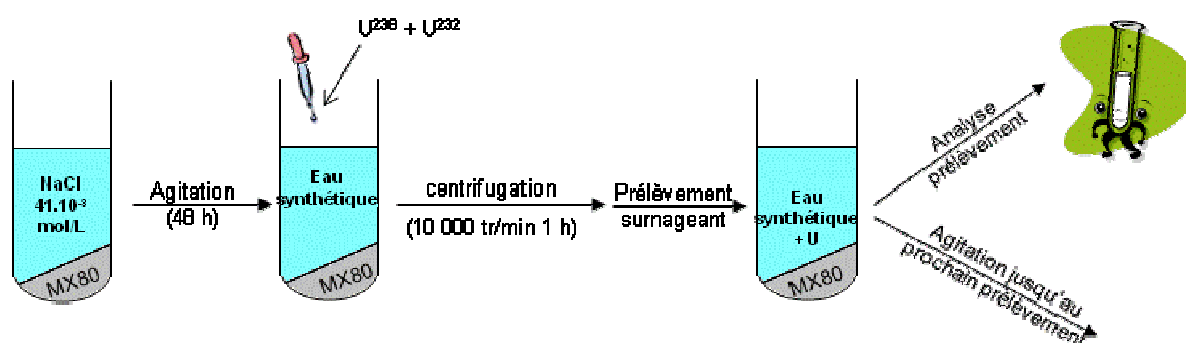 U²³⁸ + U²³²
NaCl
41.10⁻³
mol/L
MX80
Agitation
(48 h)
Eau
synthétique
MX80
centrifugation
(10 000 tr/min 1 h)
Prélèvement
surnageant
Eau
synthétique
+ U
MX80
Analyse
prélèvement
Agitation jusqu'au
prochain prélèvement